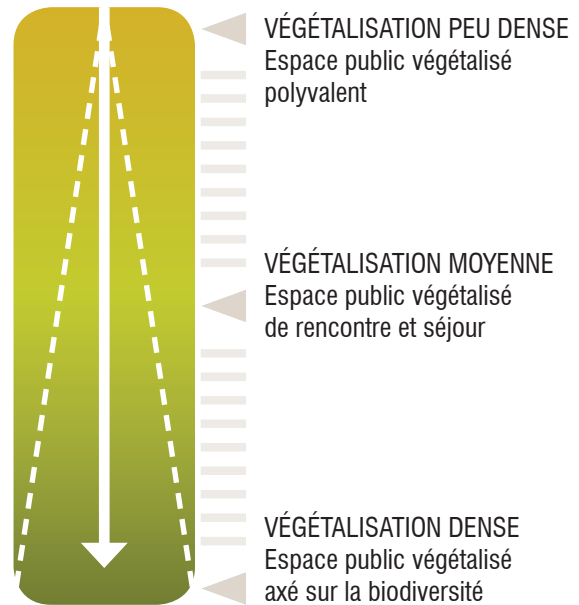 VÉGÉTALISATION PEU DENSE
Espace public végétalisé
polyvalent
VÉGÉTALISATION MOYENNE
Espace public végétalisé
de rencontre et séjour
VÉGÉTALISATION DENSE
Espace public végétalisé
axé sur la biodiversité